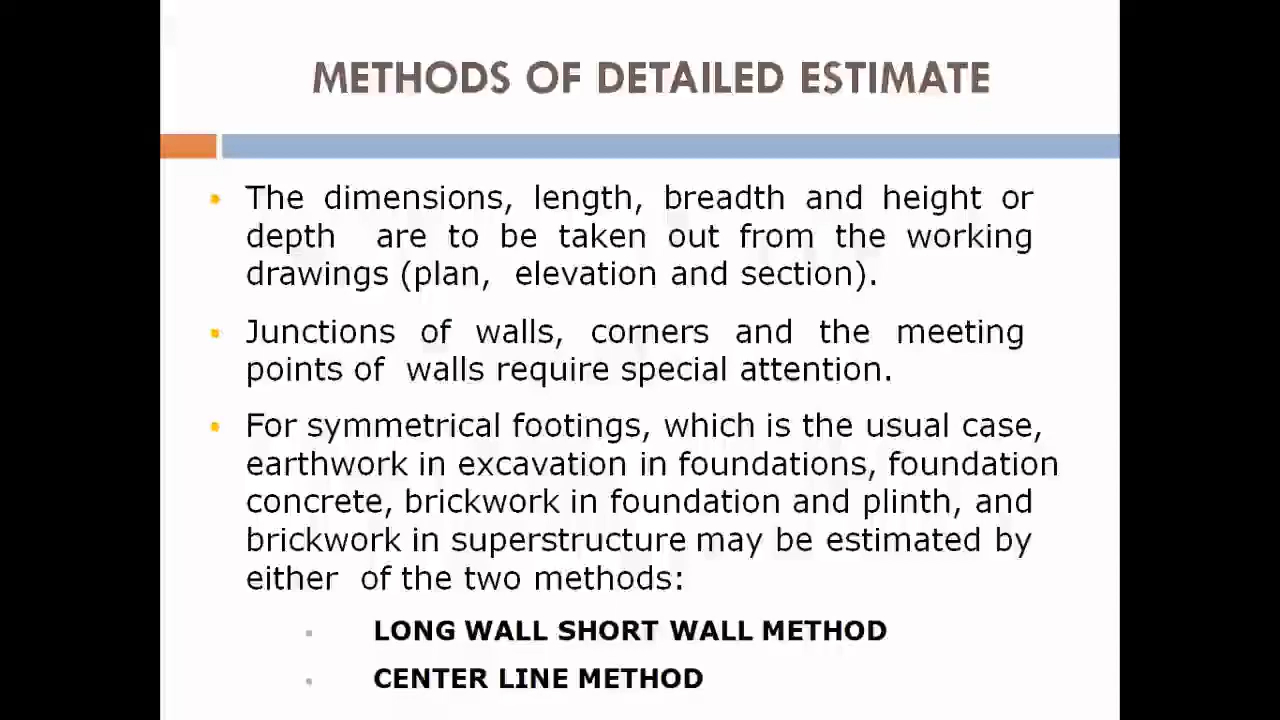 METHODS OF DETAILED ESTIMATE
The dimensions, length, breadth and height or
depth are to be taken out from the working
drawings (plan, elevation and section).
Junctions of walls, corners and the meeting
points of walls require special attention.
For symmetrical footings, which is the usual case,
earthwork in excavation in foundations, foundation
concrete, brickwork in foundation and plinth, and
brickwork in superstructure may be estimated by
either of the two methods:
LONG WALL SHORT WALL METHOD
CENTER LINE METHOD